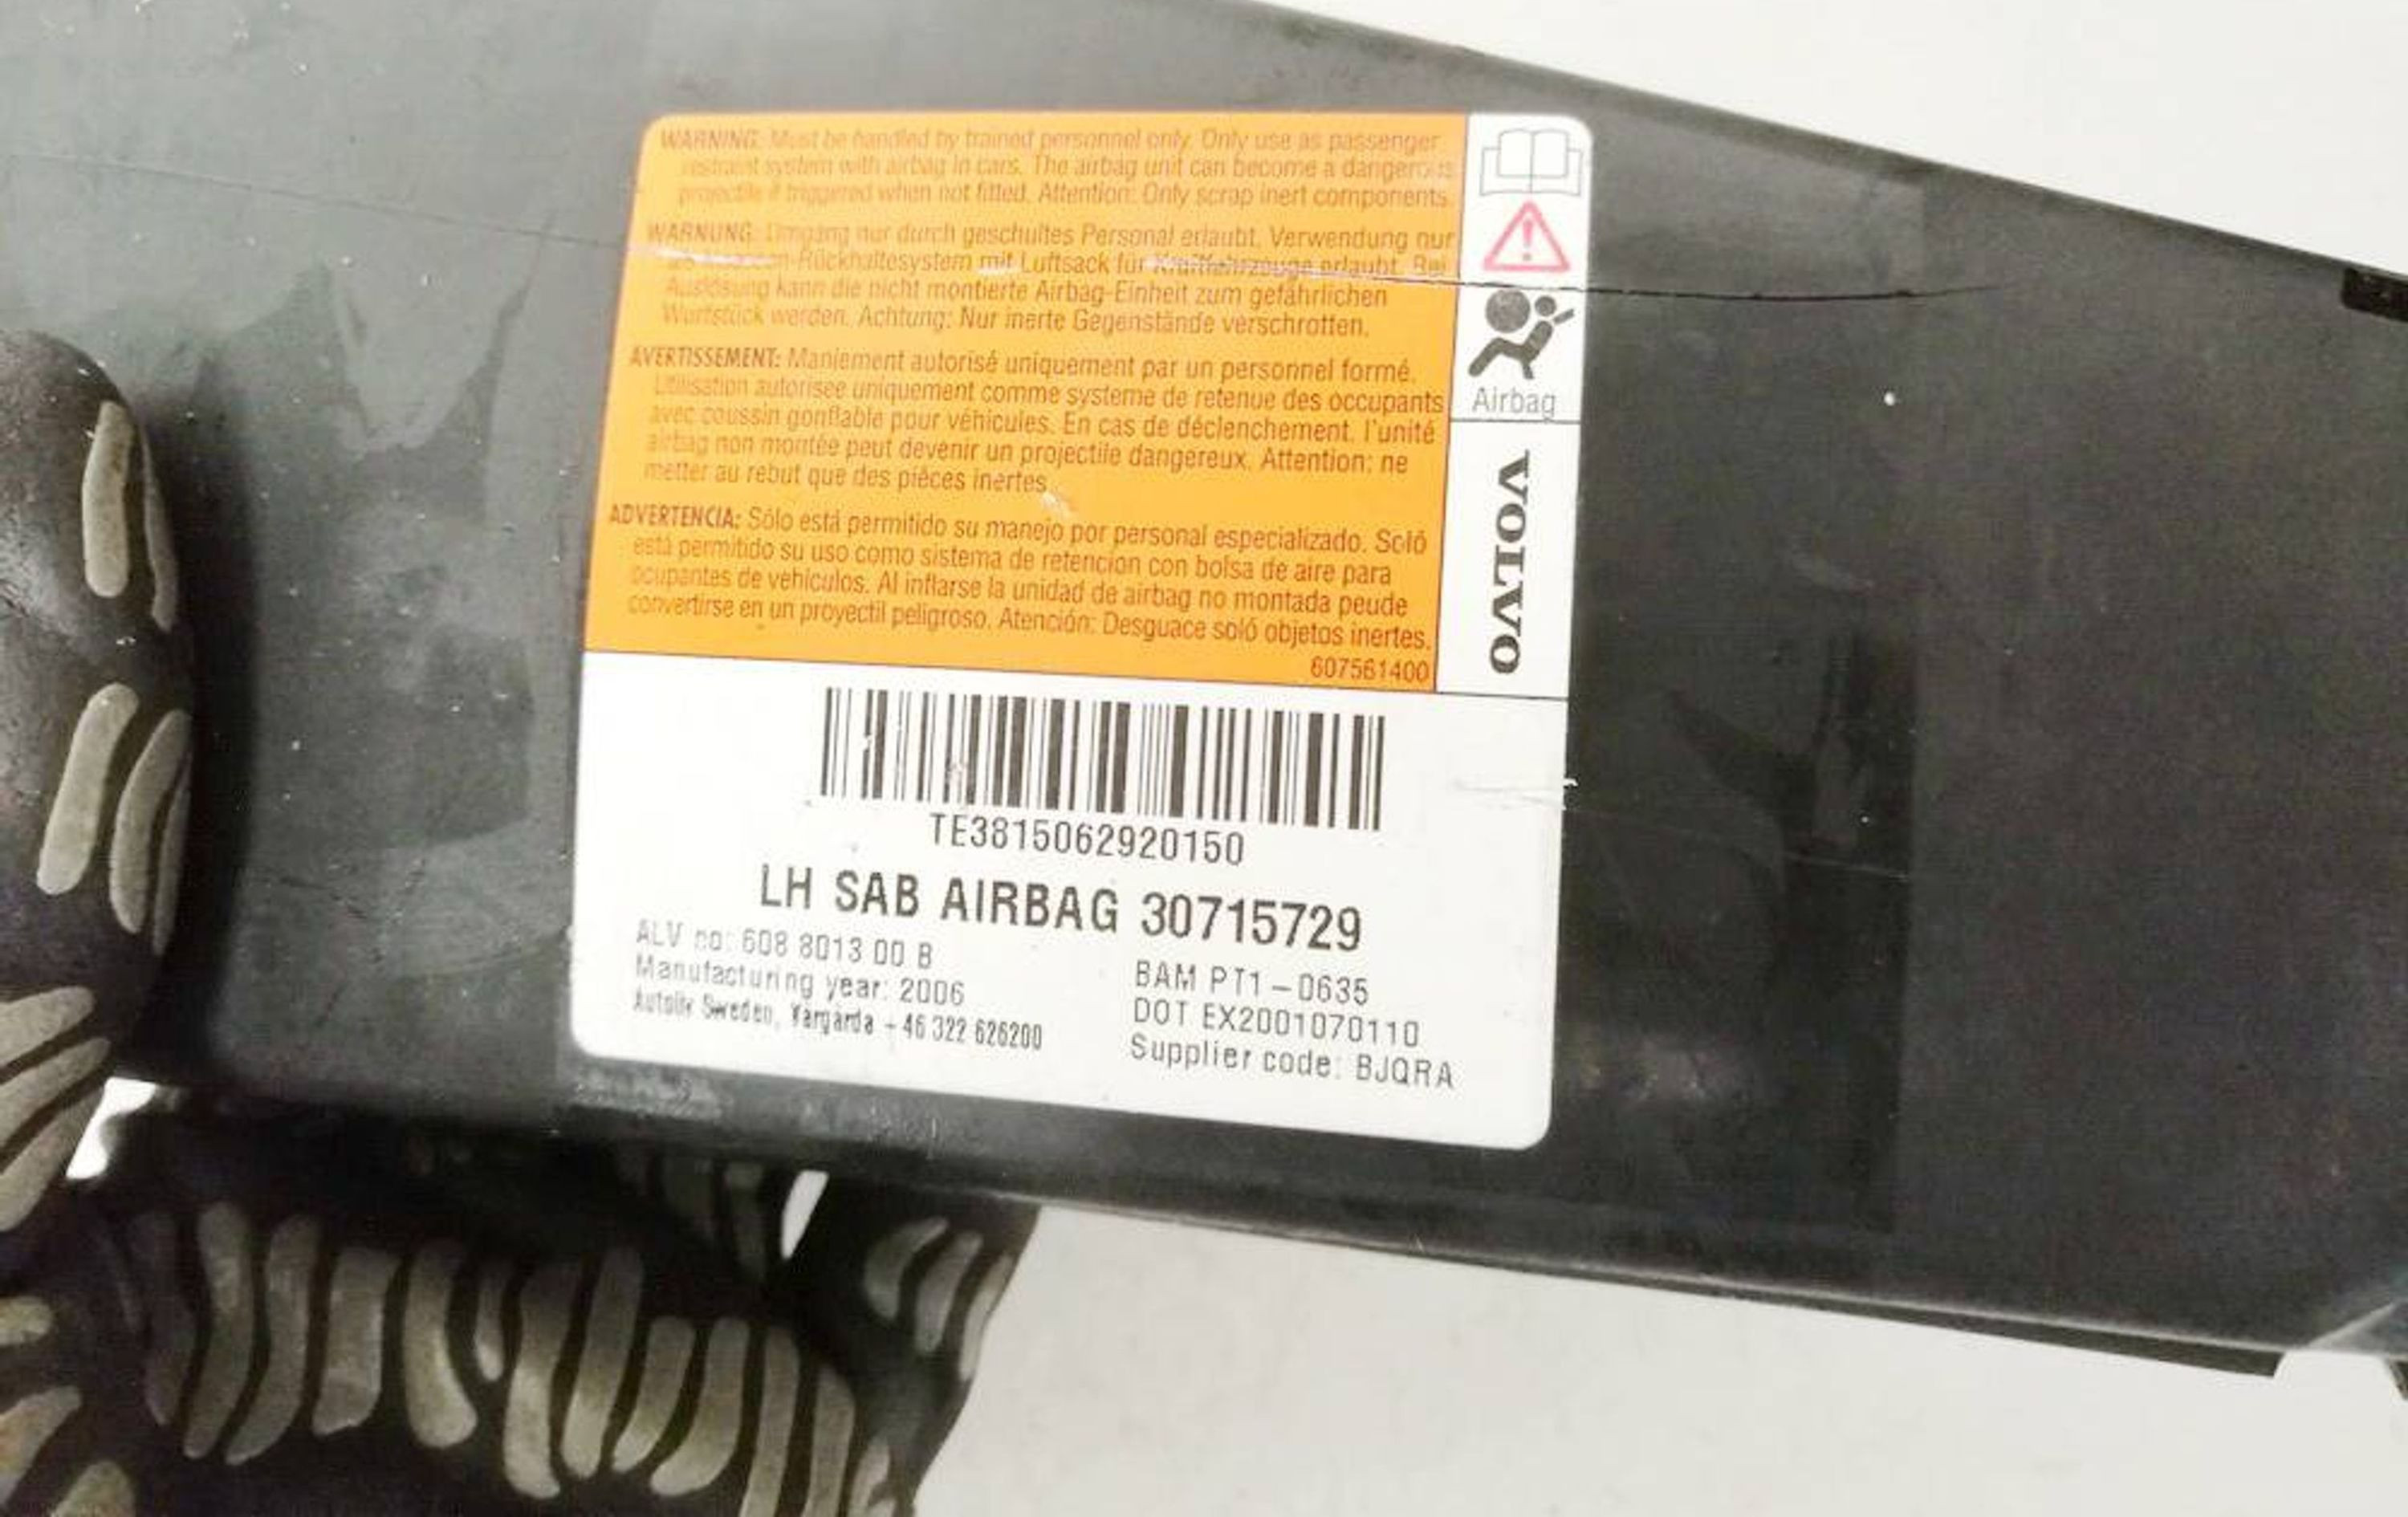 WARNING: Must be handled by trained personnel only. Only use as passenger
restraint system with airbag in cars. The airbag unit can become a dangerous
projectile if triggered when not fitted. Attention: Only scrap inert components.
WARNUNG: Umgang nur durch geschultes Personal erlaubt. Verwendung nur
-Rückhaltesystem mit Luftsack für Kraftfahrzeuge erlaubt. Bei
Auslösung kann die nicht montierte Airbag-Einheit zum gefährlichen
Wurfstück werden. Achtung: Nur inerte Gegenstände verschrotten.
AVERTISSEMENT: Maniement autorisé uniquement par un personnel formé.
Utilisation autorisee uniquement comme systeme de retenue des occupants
avec coussin gonflable pour véhicules. En cas de déclenchement, l'unité
airbag non montée peut devenir un projectile dangereux. Attention: ne
metter au rebut que des pièces inertes
ADVERTENCIA: Sólo está permitido su manejo por personal especializado. Soló
está permitido su uso como sistema de retencion con bolsa de aire para
ocupantes de vehiculos. Al inflarse la unidad de airbag no montada peude
convertirse en un proyectil peligroso. Atención: Desguace soló objetos inertes.
607561400
Airbag
VOLVO
TE3815062920150
LH SAB AIRBAG 30715729
ALV no: 608 8013 00 B
Manufacturing year: 2006
Autoliv Sweden, Vargarda +46 322 626200
BAM PT1-0635
DOT EX2001070110
Supplier code: BJQRA